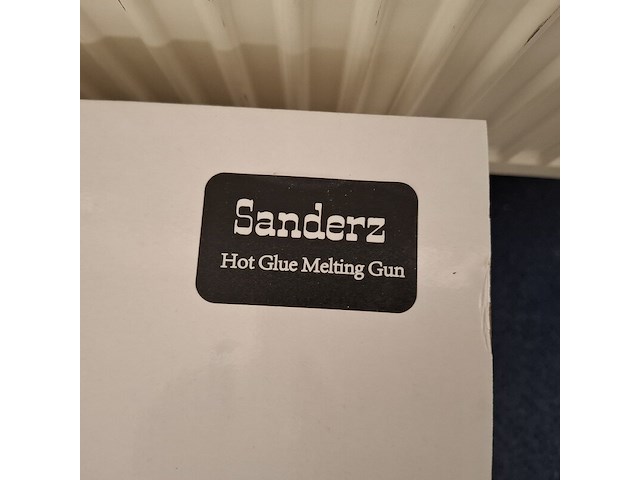 Sanderz
Hot Glue Melting Gun